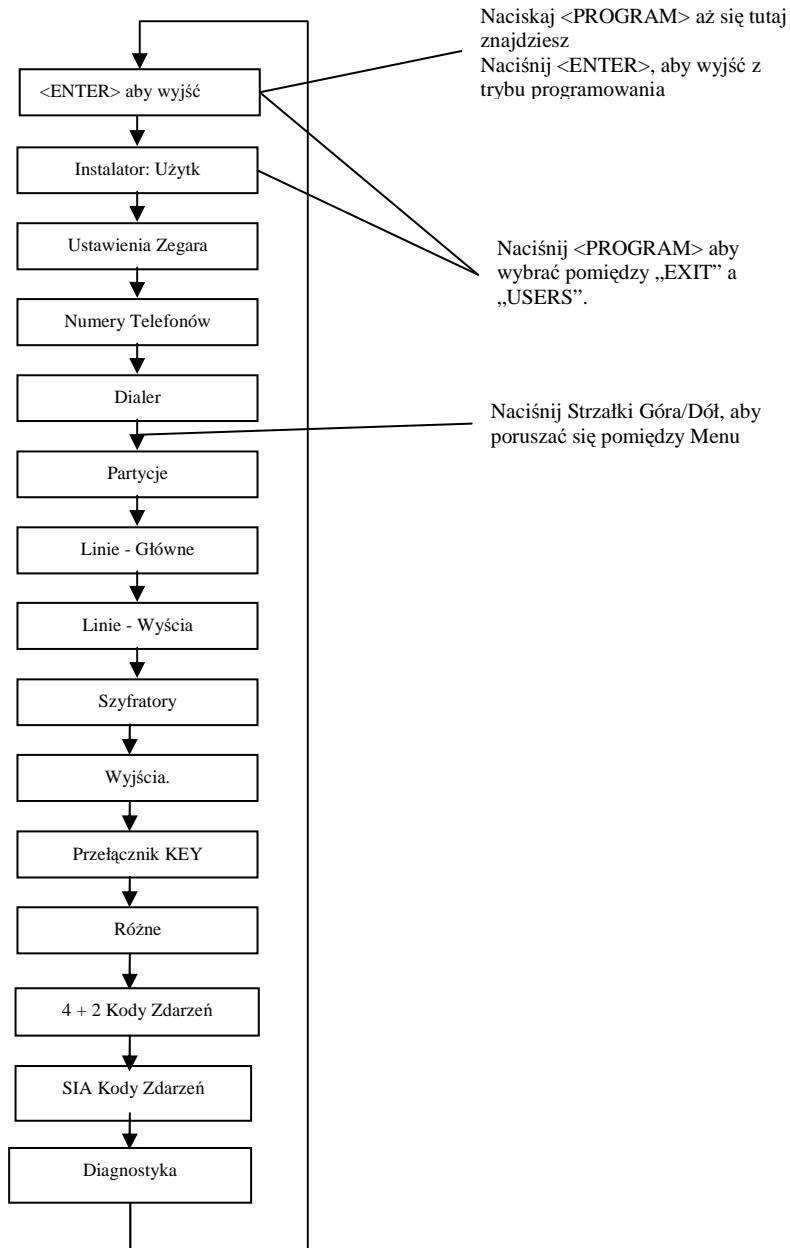 Naciskaj <PROGRAM> aż się tutaj
znajdziesz
Naciśnij <ENTER>, aby wyjść z
trybu programowania
<ENTER> aby wyjść
Instalator: Użytk
Ustawienia Zegara
Naciśnij <PROGRAM> aby
wybrać pomiędzy „EXIT” a
„USERS”.
Numery Telefonów
Dialer
Naciśnij Strzałki Góra/Dół, aby
poruszać się pomiędzy Menu
Partycje
Linie - Główne
Linie - Wyścia
Szyfratory
Wyjścia.
Przełącznik KEY
Różne
4 + 2 Kody Zdarzeń
SIA Kody Zdarzeń
Diagnostyka